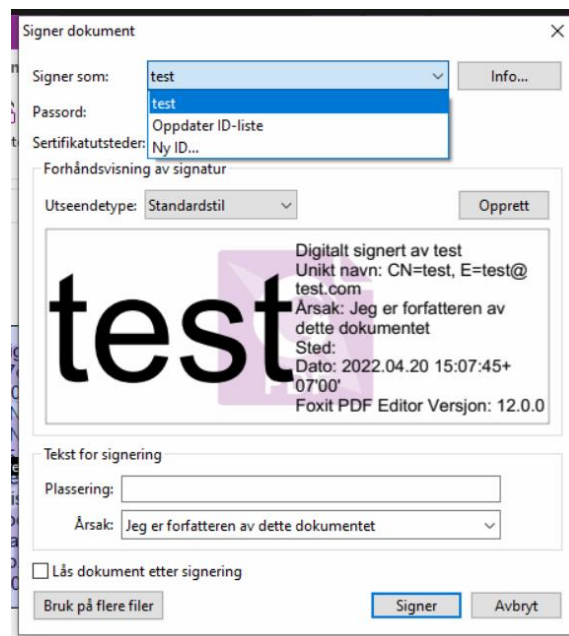 Signer dokument
Signer som: test Info...
test
Passord:
Oppdater ID-liste
Sertifikatutsteder:
Ny ID...
Forhåndsvisning av signatur
Utseendetype: Standardstil Opprett
test
Digitalt signert av test
Unikt navn: CN=test, E=test@
test.com
Årsak: Jeg er forfatteren av
dette dokumentet
Sted:
Dato: 2022.04.20 15:07:45+
07'00'
Foxit PDF Editor Versjon: 12.0.0
PDF
Tekst for signering
Plassering:
Årsak: Jeg er forfatteren av dette dokumentet
Lås dokument etter signering
Bruk på flere filer Signer Avbryt